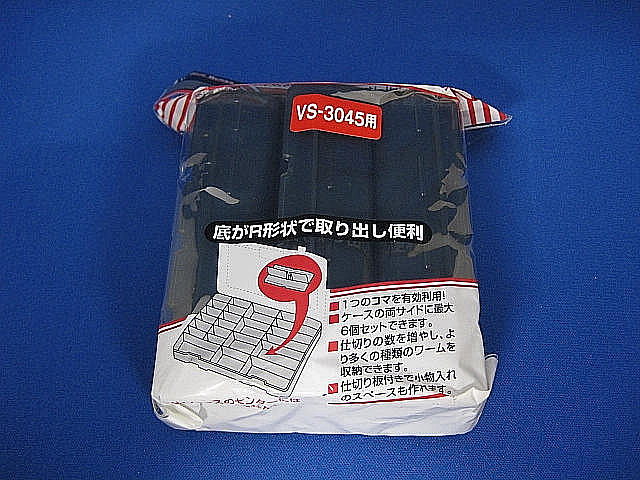 VS-3045用
底がR形状で取り出し便利
■1つのコマを有効利用!
■ケースの両サイドに最大
6個セットできます。
■仕切りの数を増やし、よ
り多くの種類のワームを
収納できます。
■仕切り板付きで小物入れ
のスペースも作れます。